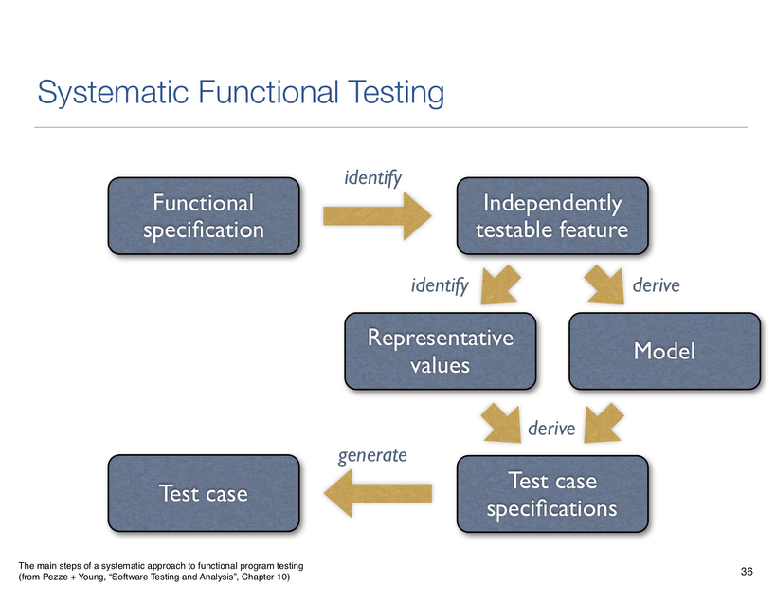 Systematic Functional Testing
identify
Functional
specification
Independently
testable feature
identify
derive
Representative
values
Model
derive
generate
Test case
Test case
specifications
The main steps of a systematic approach to functional program testing
(from Pezze + Young, “Software Testing and Analysis”, Chapter 10)
36